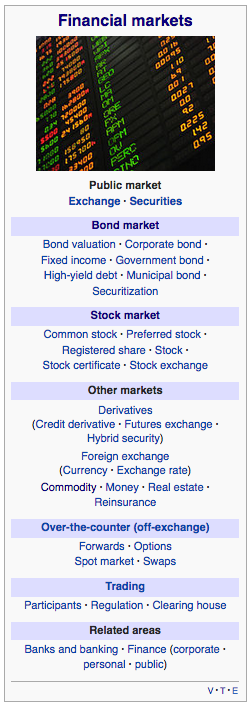 Financial markets
Public market
Exchange · Securities
Bond market
Bond valuation · Corporate bond ·
Fixed income · Government bond ·
High-yield debt · Municipal bond ·
Securitization
Stock market
Common stock · Preferred stock ·
Registered share · Stock ·
Stock certificate · Stock exchange
Other markets
Derivatives
(Credit derivative · Futures exchange ·
Hybrid security)
Foreign exchange
(Currency · Exchange rate)
Commodity · Money · Real estate ·
Reinsurance
Over-the-counter (off-exchange)
Forwards · Options
Spot market · Swaps
Trading
Participants · Regulation · Clearing house
Related areas
Banks and banking · Finance (corporate ·
personal · public)
V · T · E